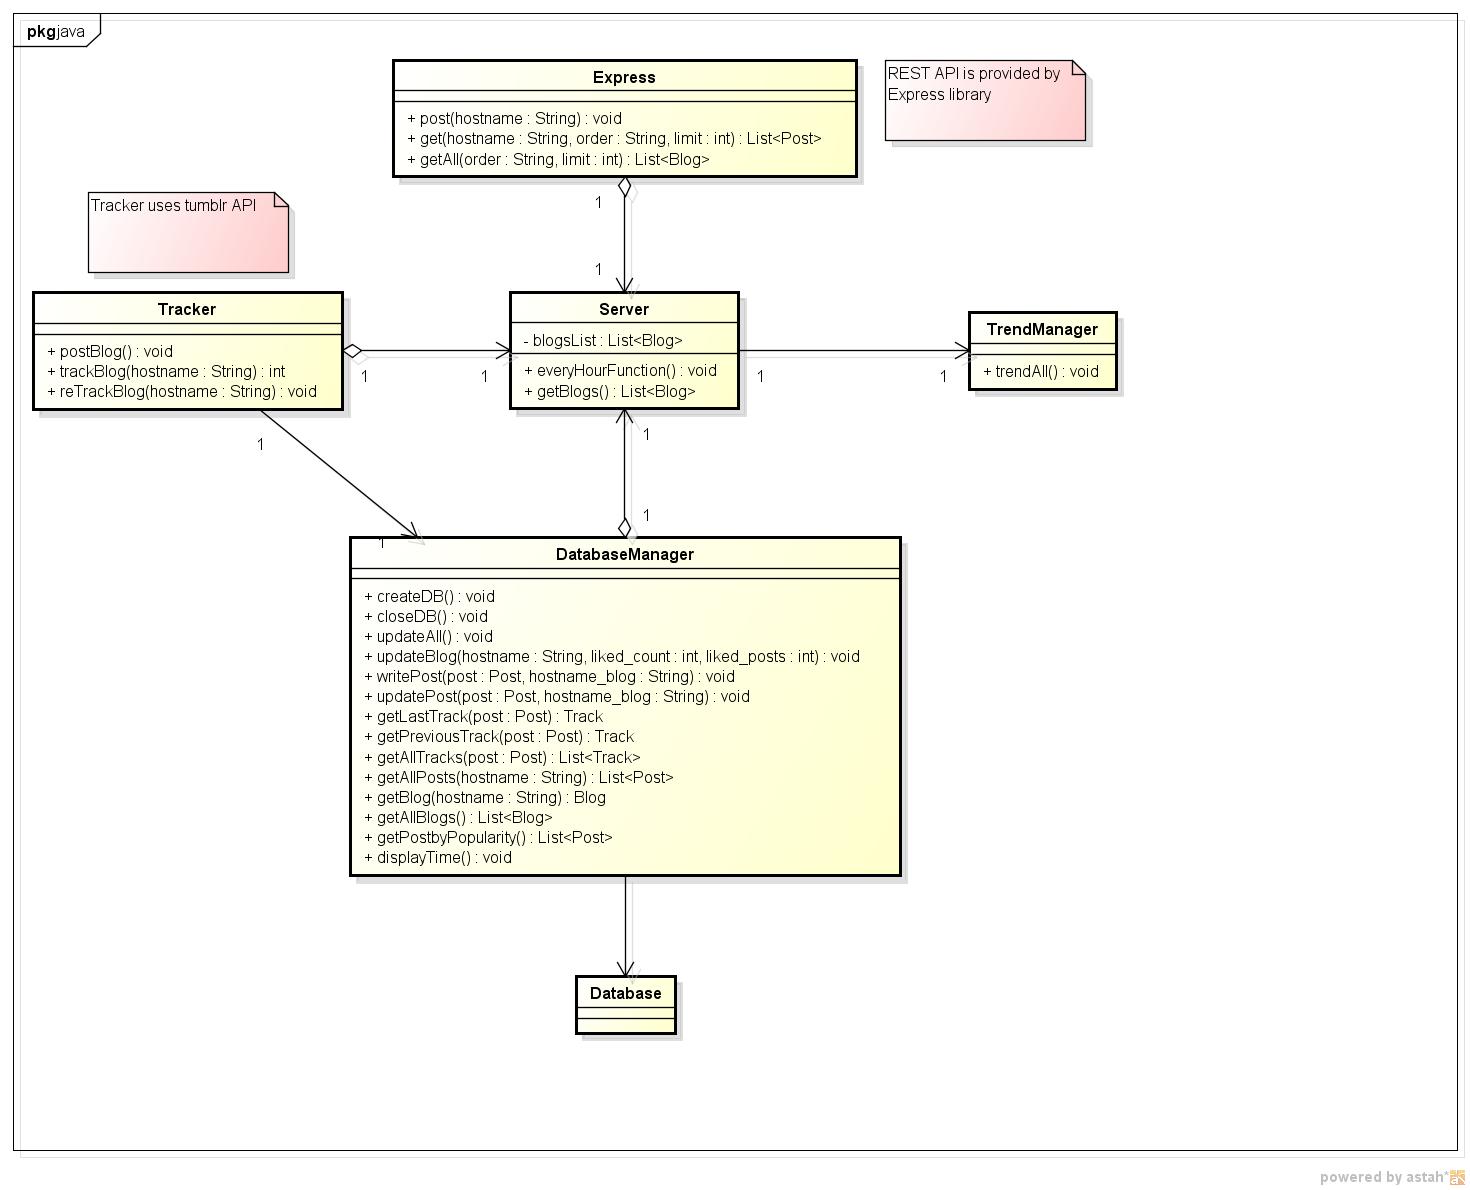 pkg java
Express
+ post(hostname : String) : void
+ get(hostname : String, order : String, limit : int) : List<Post>
+ getAll(order : String, limit : int) : List<Blog>
REST API is provided by
Express library
1
1
Tracker uses tumblr API
Tracker
+ postBlog() : void
+ trackBlog(hostname : String) : int
+ reTrackBlog(hostname : String) : void
1
1
Server
- blogsList : List<Blog>
+ everyHourFunction() : void
+ getBlogs() : List<Blog>
1
1
TrendManager
+ trendAll() : void
1
1
1
1
DatabaseManager
+ createDB() : void
+ closeDB() : void
+ updateAll() : void
+ updateBlog(hostname : String, liked_count : int, liked_posts : int) : void
+ writePost(post : Post, hostname_blog : String) : void
+ updatePost(post : Post, hostname_blog : String) : void
+ getLastTrack(post : Post) : Track
+ getPreviousTrack(post : Post) : Track
+ getAllTracks(post : Post) : List<Track>
+ getAllPosts(hostname : String) : List<Post>
+ getBlog(hostname : String) : Blog
+ getAllBlogs() : List<Blog>
+ getPostbyPopularity() : List<Post>
+ displayTime() : void
Database
powered by astah*